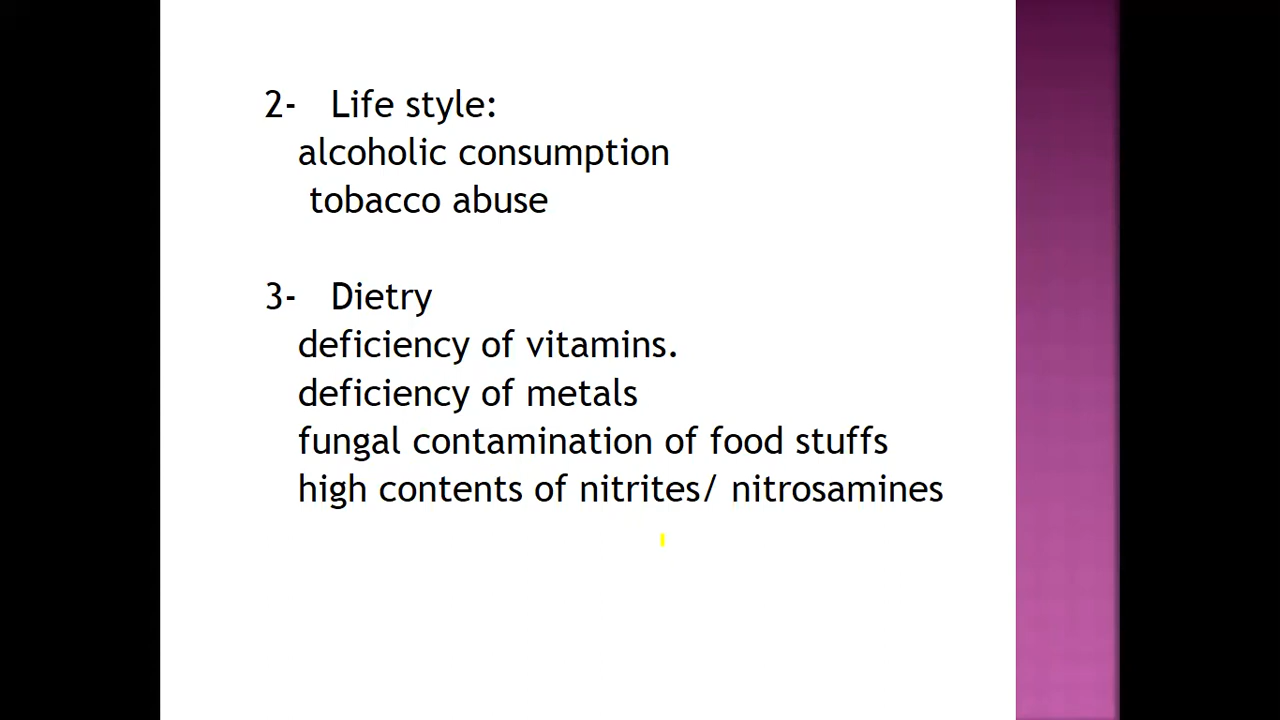 2- Life style:
alcoholic consumption
tobacco abuse
3- Dietry
deficiency of vitamins.
deficiency of metals
fungal contamination of food stuffs
high contents of nitrites/ nitrosamines